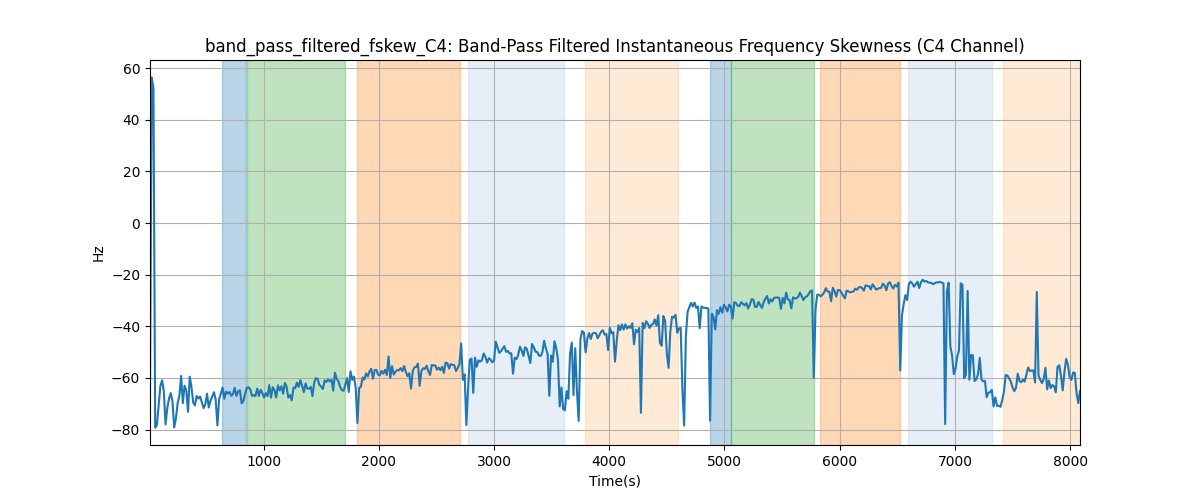 band_pass_filtered_fskew_C4: Band-Pass Filtered Instantaneous Frequency Skewness (C4 Channel)
60
40
20
0
−20
−40
−60
−80
Hz
1000 2000 3000 4000 5000 6000 7000 8000
Time(s)